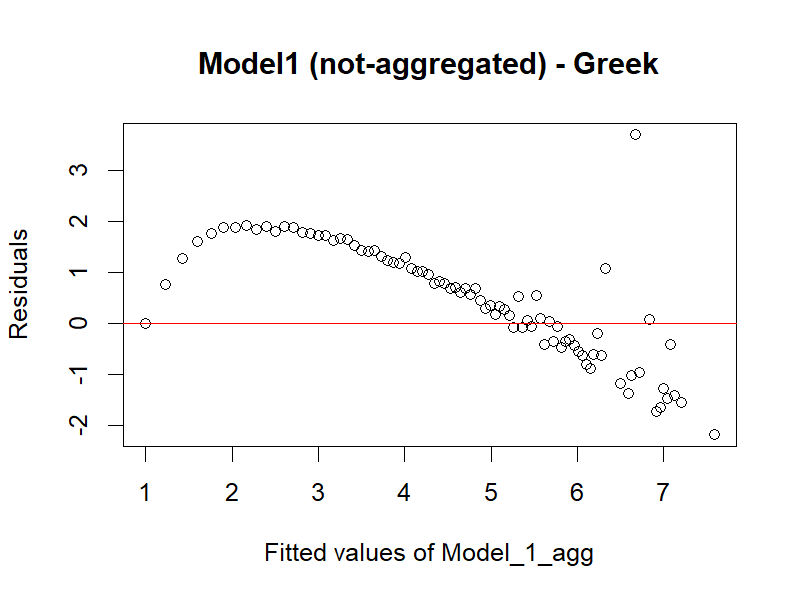 Model1 (not-aggregated) - Greek
Residuals
3
2
1
0
-1
-2
1 2 3 4 5 6 7
Fitted values of Model_1_agg